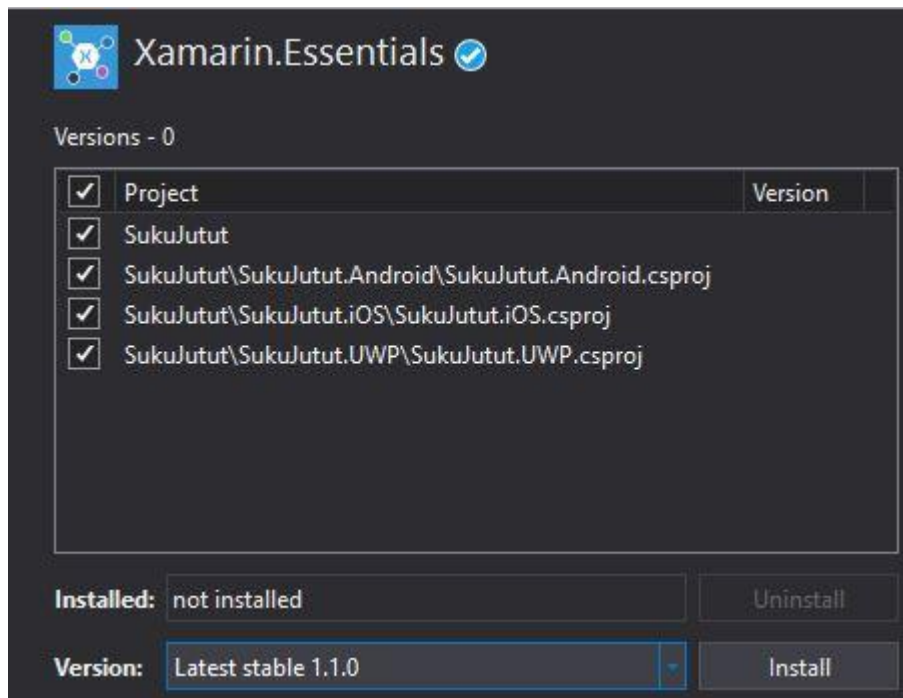 Xamarin.Essentials
Versions - 0
Project Version
SukuJutut
SukuJutut\SukuJutut.Android\SukuJutut.Android.csproj
SukuJutut\SukuJutut.iOS\SukuJutut.iOS.csproj
SukuJutut\SukuJutut.UWP\SukuJutut.UWP.csproj
Installed: not installed Uninstall
Version: Latest stable 1.1.0 Install